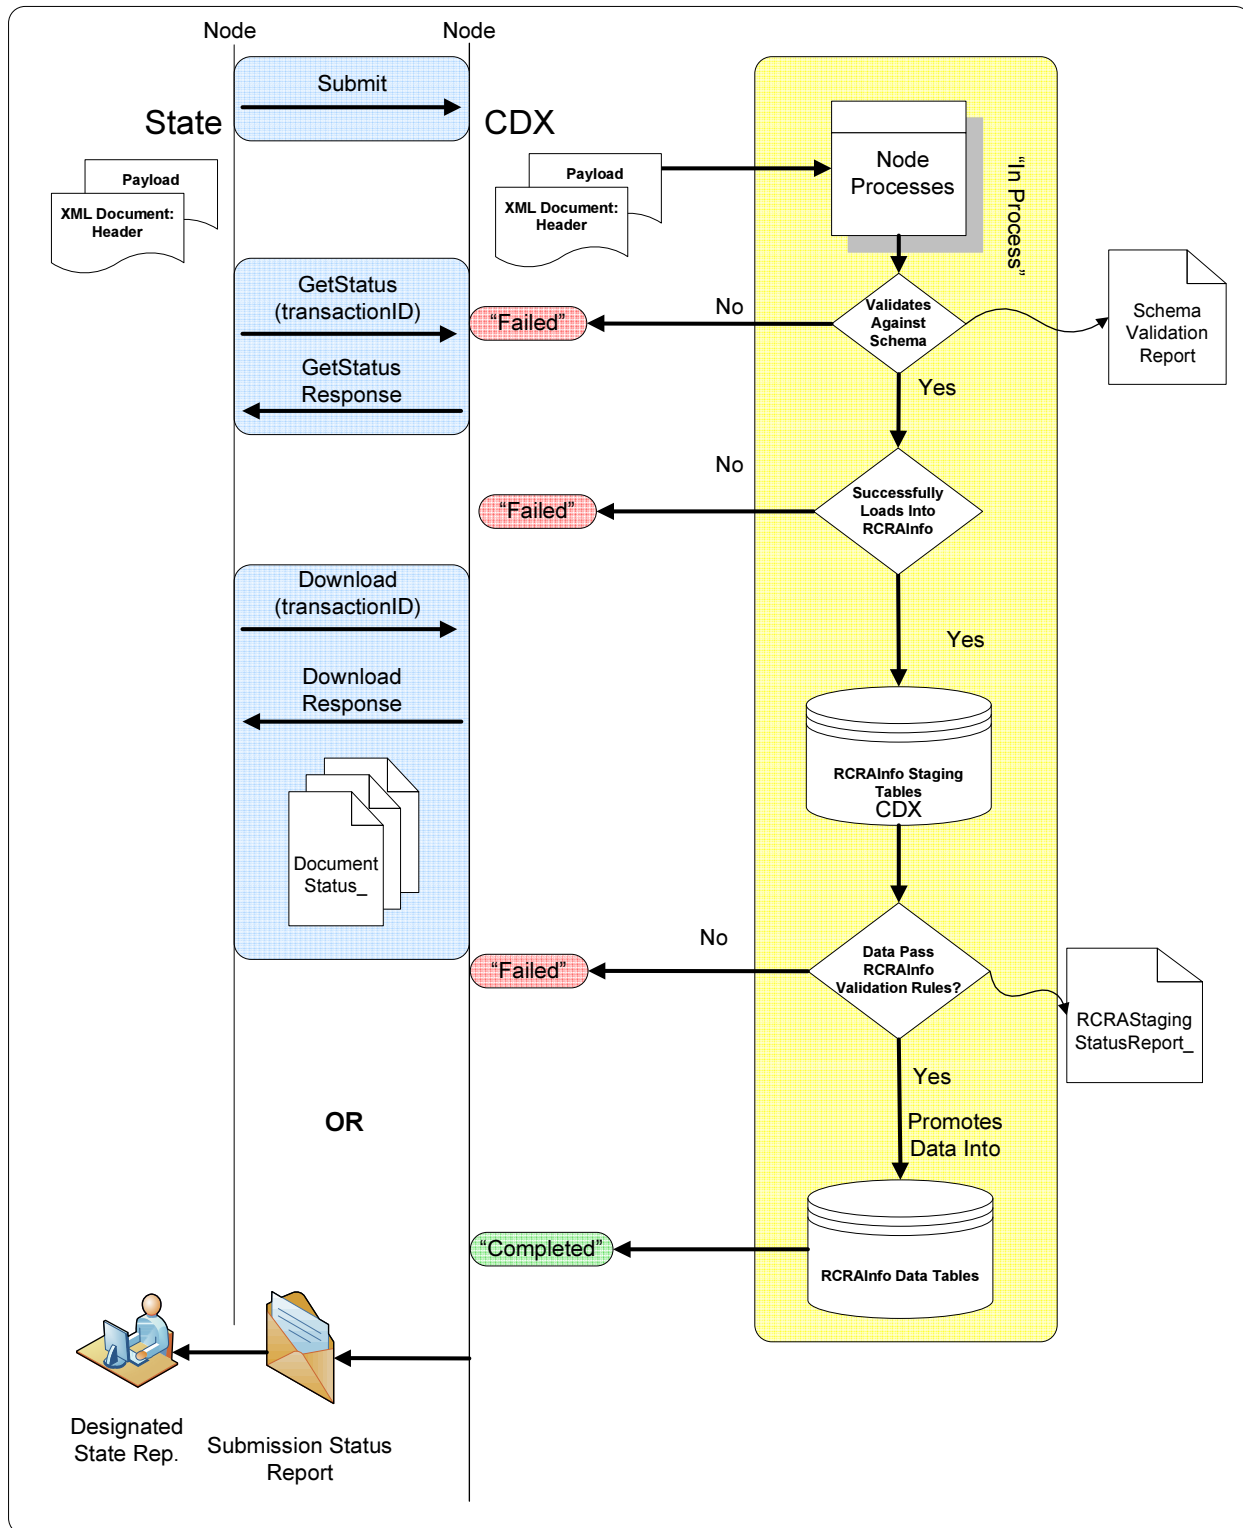 Node
Node
Submit
State
CDX
Payload
XML Document:
Header
Payload
XML Document:
Header
Node
Processes
“In Process”
GetStatus
(transactionID)
GetStatus
Response
“Failed”
No
Validates
Against
Schema
Schema
Validation
Report
Yes
No
“Failed”
Successfully
Loads Into
RCRAInfo
Download
(transactionID)
Yes
Download
Response
RCRAInfo Staging
Tables
CDX
Document
Status_
No
“Failed”
Data Pass
RCRAInfo
Validation Rules?
RCRAStaging
StatusReport_
Yes
OR
Promotes
Data Into
“Completed”
RCRAInfo Data Tables
Designated
State Rep.
Submission Status
Report